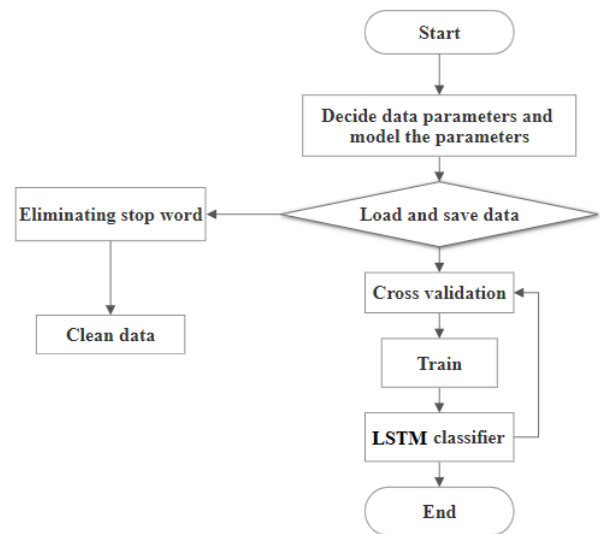 Start
Decide data parameters and
model the parameters
Eliminating stop word
Load and save data
Cross validation
Clean data
Train
LSTM classifier
End